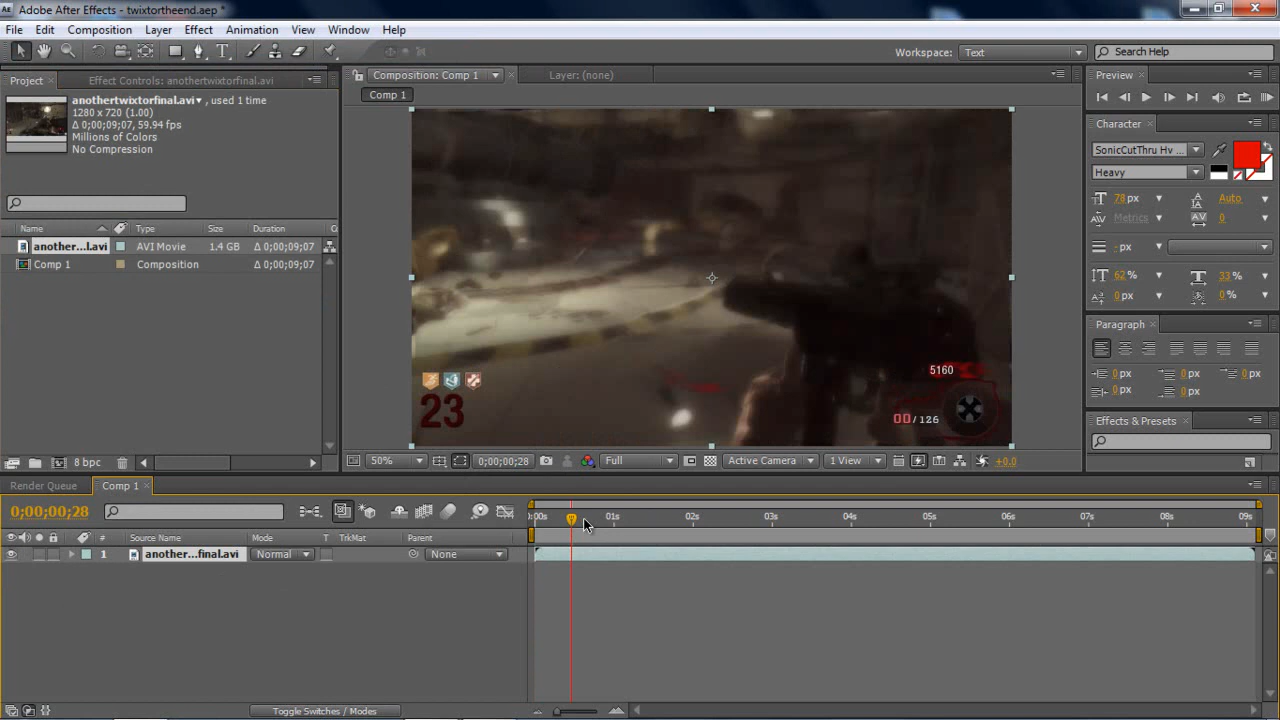 Adobe After Effects - twixtortheend.aep *
File Edit Composition Layer Effect Animation View Window Help
Workspace: Text Search Help
Project Effect Controls: anothertwixtorfinal.avi
anothertwixtorfinal.avi , used 1 time
1280 x 720 (1.00)
Δ 0;00;09;07, 59.94 fps
Millions of Colors
No Compression
Name Type Size Duration
another...l.avi AVI Movie 1.4 GB Δ 0;00;09;07
Comp 1 Composition Δ 0;00;09;07
8 bpc
Composition: Comp 1 Layer: (none)
Comp 1
23
5160
00/126
50% 0;00;00;28 Full Active Camera 1 View +0.0
Preview
Character
SonicCutThru Hv ...
Heavy
78 px Auto
Metrics 0
- px
62 % 33 %
0 px 0 %
Paragraph
0 px 0 px 0 px
0 px 0 px
Effects & Presets
Render Queue Comp 1
0;00;00;28
:00s 01s 02s 03s 04s 05s 06s 07s 08s 09s
# Source Name Mode T TrkMat Parent
1 another...final.avi Normal None
Toggle Switches / Modes